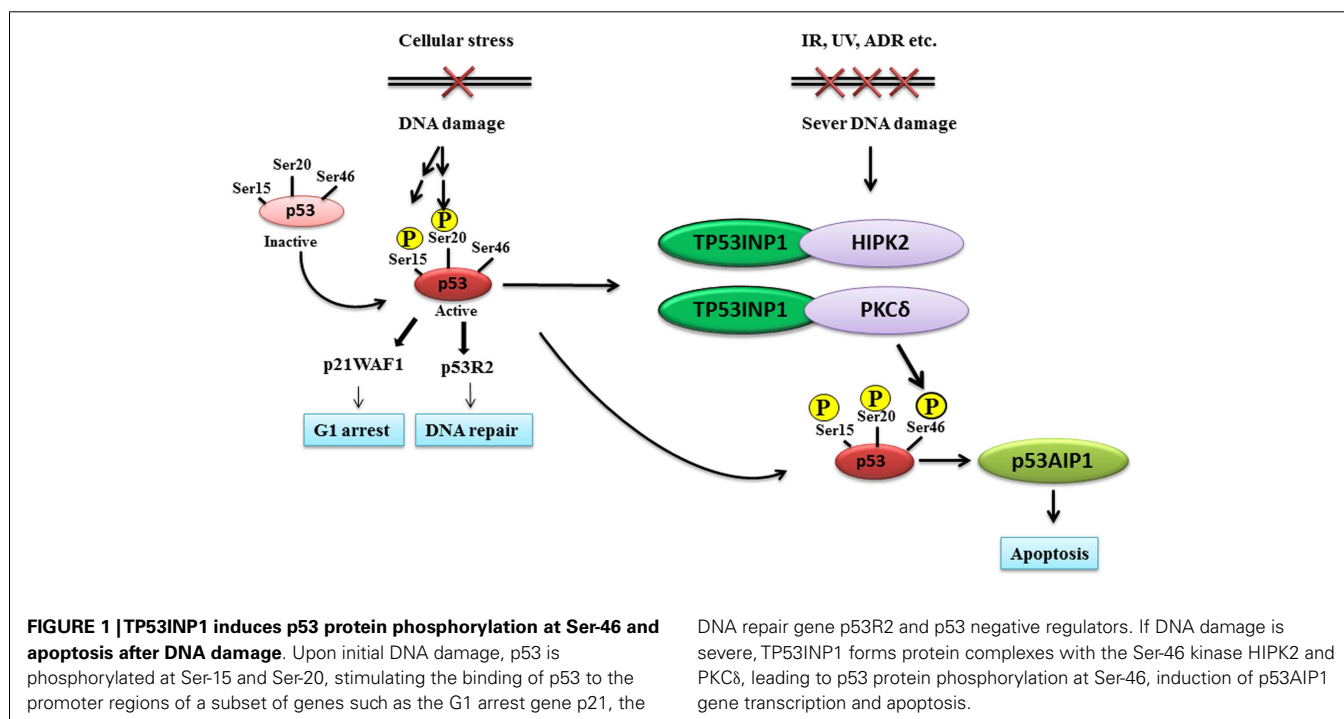 Cellular stress
IR, UV, ADR etc.
DNA damage
Sever DNA damage
Ser15
Ser20
Ser46
p53
Inactive
P
P
Ser15
Ser20
Ser46
p53
Active
TP53INP1
HIPK2
TP53INP1
PKCδ
p21WAF1
p53R2
G1 arrest
DNA repair
P
P
P
Ser15
Ser20
Ser46
p53
p53AIP1
Apoptosis
FIGURE 1 | TP53INP1 induces p53 protein phosphorylation at Ser-46 and
apoptosis after DNA damage. Upon initial DNA damage, p53 is
phosphorylated at Ser-15 and Ser-20, stimulating the binding of p53 to the
promoter regions of a subset of genes such as the G1 arrest gene p21, the
DNA repair gene p53R2 and p53 negative regulators. If DNA damage is
severe, TP53INP1 forms protein complexes with the Ser-46 kinase HIPK2 and
PKCδ, leading to p53 protein phosphorylation at Ser-46, induction of p53AIP1
gene transcription and apoptosis.